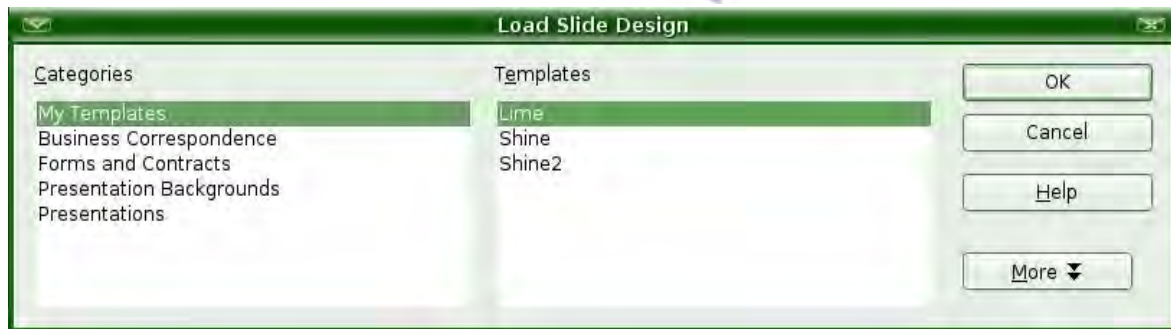 Load Slide Design
Categories
My Templates
Business Correspondence
Forms and Contracts
Presentation Backgrounds
Presentations
Templates
Lime
Shine
Shine2
OK
Cancel
Help
More